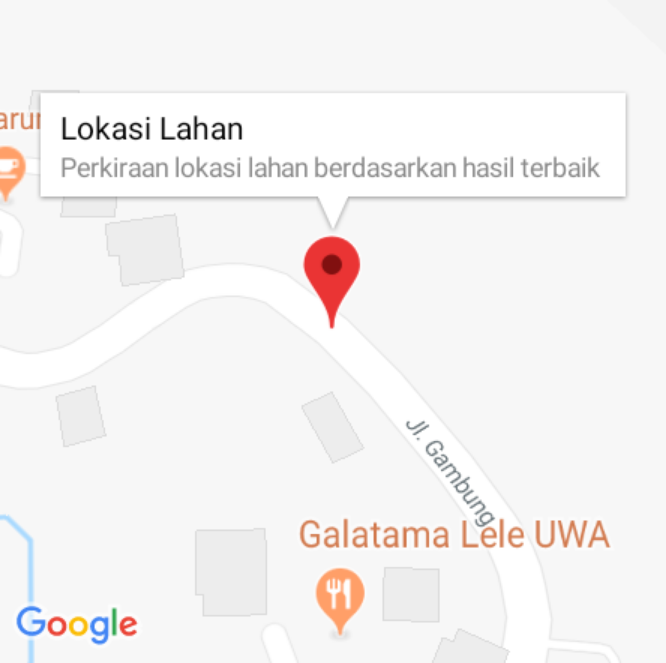 Lokasi Lahan
Perkiraan lokasi lahan berdasarkan hasil terbaik
Jl. Gambung
Galatama Lele UWA
Google